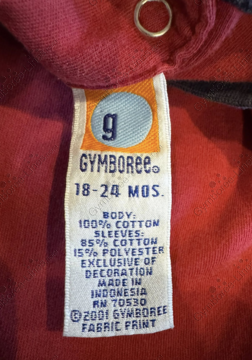 g
GYMBOREE®
18-24 MOS.
BODY:
100% COTTON
SLEEVES:
85% COTTON
15% POLYESTER
EXCLUSIVE OF
DECORATION
MADE IN
INDONESIA
RN 70530
©2001 GYMBOREE
FABRIC PRINT